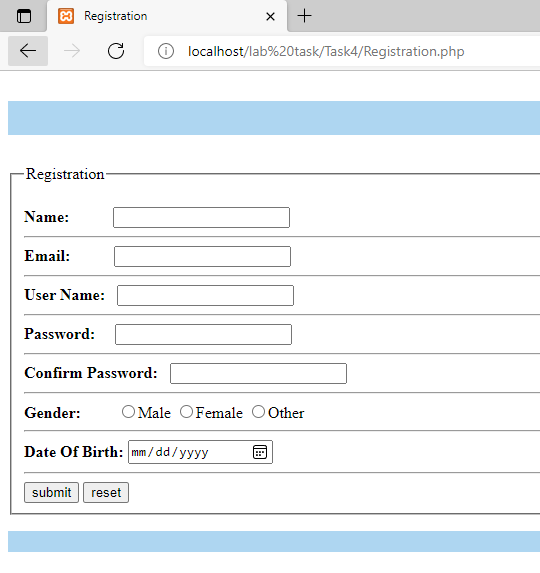 Registration
localhost/lab%20task/Task4/Registration.php
Registration
Name:
Email:
User Name:
Password:
Confirm Password:
Gender: Male Female Other
Date Of Birth: mm/dd/yyyy
submit reset